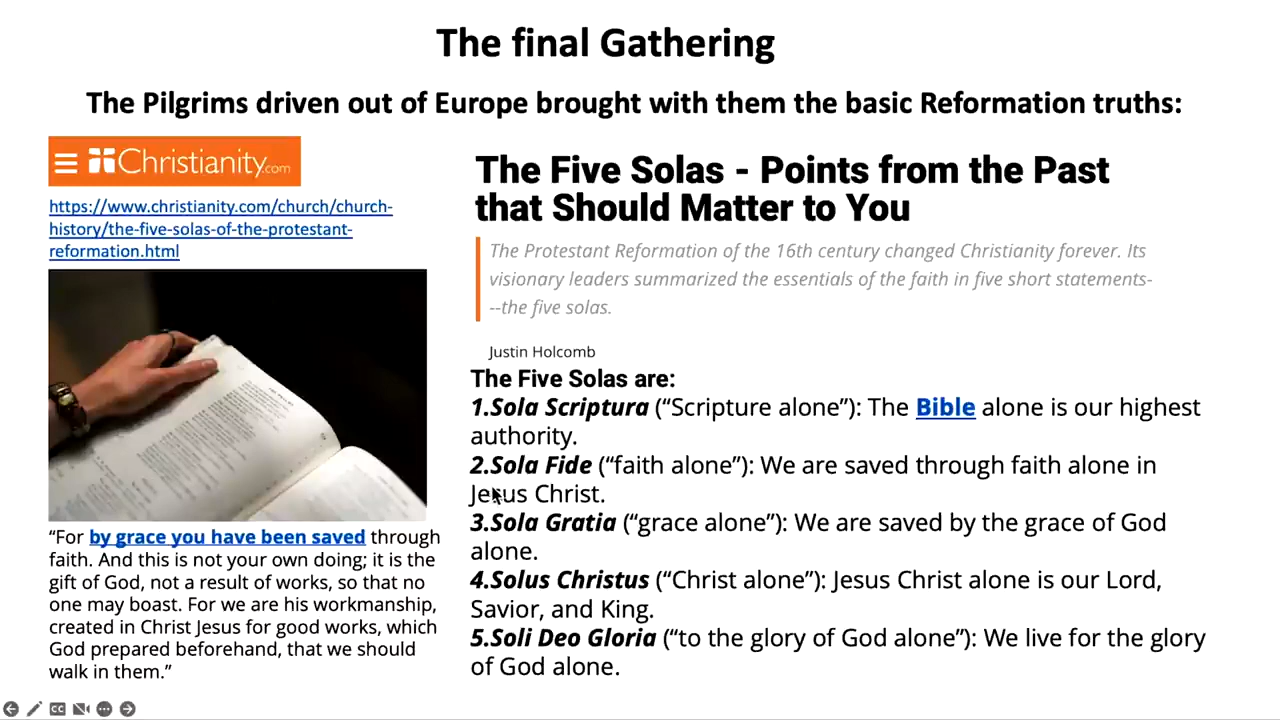 The final Gathering
The Pilgrims driven out of Europe brought with them the basic Reformation truths:
Christianity.com
https://www.christianity.com/church/church-
history/the-five-solas-of-the-protestant-
reformation.html
“For by grace you have been saved through
faith. And this is not your own doing; it is the
gift of God, not a result of works, so that no
one may boast. For we are his workmanship,
created in Christ Jesus for good works, which
God prepared beforehand, that we should
walk in them.”
The Five Solas - Points from the Past
that Should Matter to You
The Protestant Reformation of the 16th century changed Christianity forever. Its
visionary leaders summarized the essentials of the faith in five short statements-
--the five solas.
Justin Holcomb
The Five Solas are:
1.Sola Scriptura (“Scripture alone”): The Bible alone is our highest
authority.
2.Sola Fide (“faith alone”): We are saved through faith alone in
Jesus Christ.
3.Sola Gratia (“grace alone”): We are saved by the grace of God
alone.
4.Solus Christus (“Christ alone”): Jesus Christ alone is our Lord,
Savior, and King.
5.Soli Deo Gloria (“to the glory of God alone”): We live for the glory
of God alone.
CC